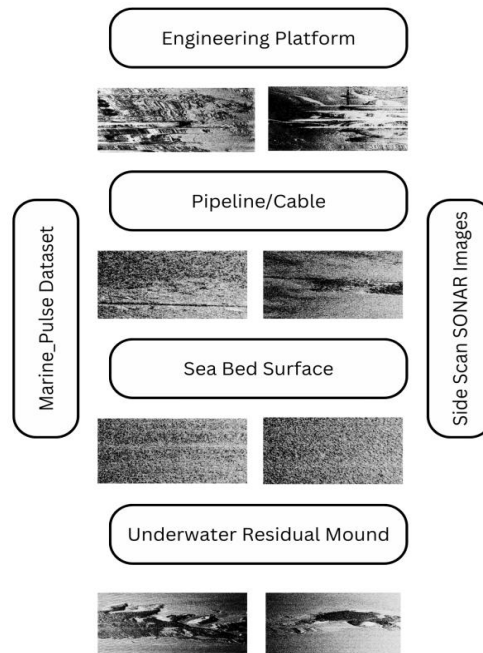 Engineering Platform
Pipeline/Cable
Marine_Pulse Dataset
Side Scan SONAR Images
Sea Bed Surface
Underwater Residual Mound